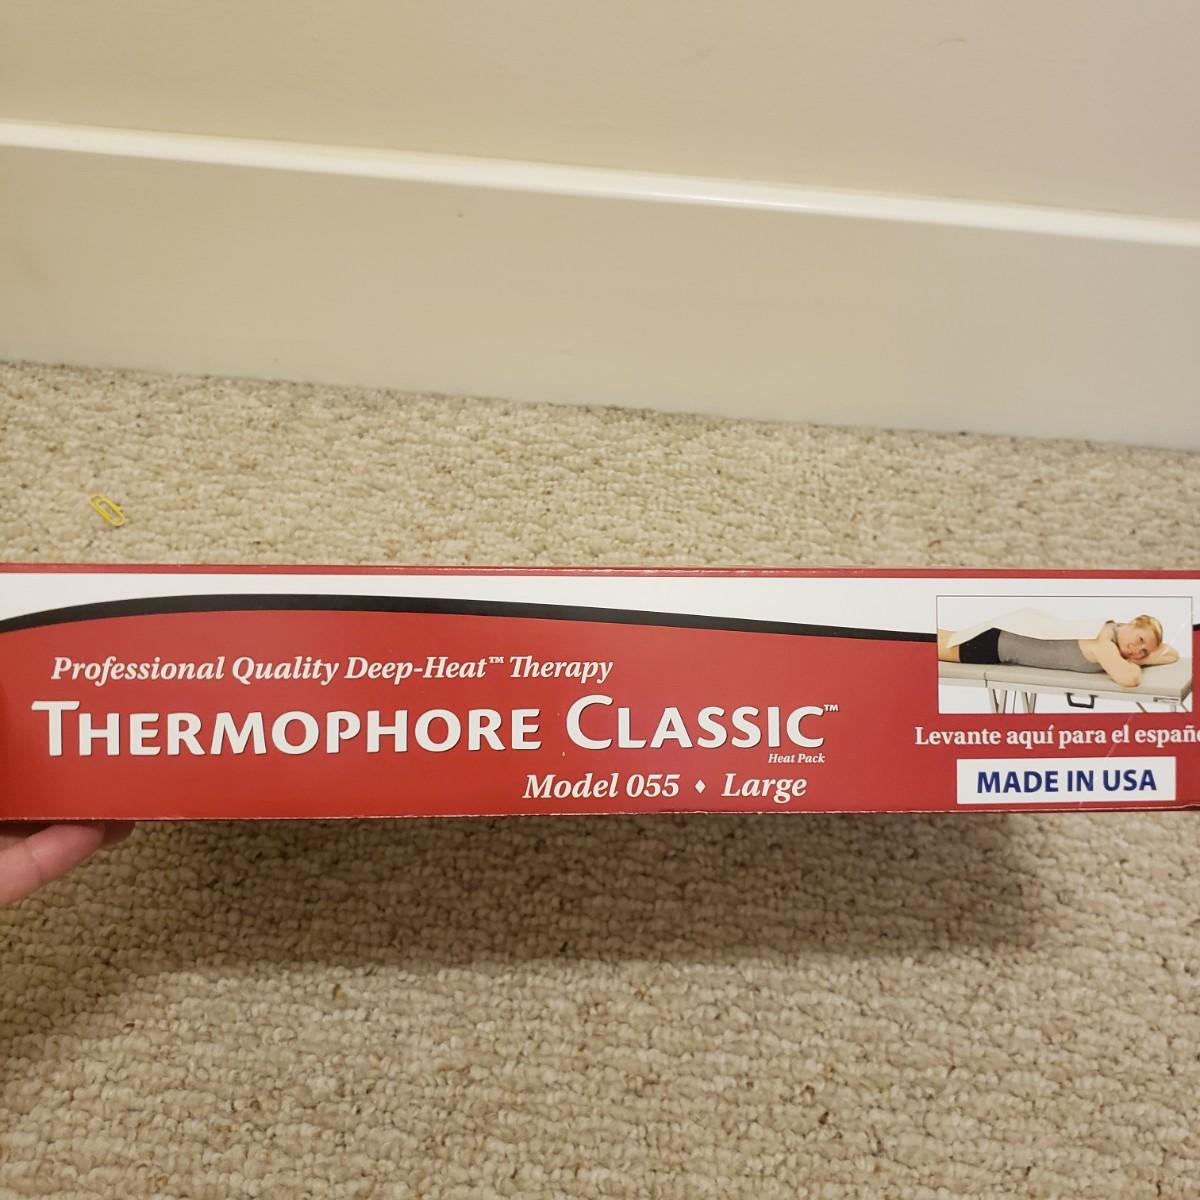 Professional Quality Deep-Heat™ Therapy
THERMOPHORE CLASSIC™
Heat Pack
Model 055 ♦ Large
Levante aquí para el españo
MADE IN USA